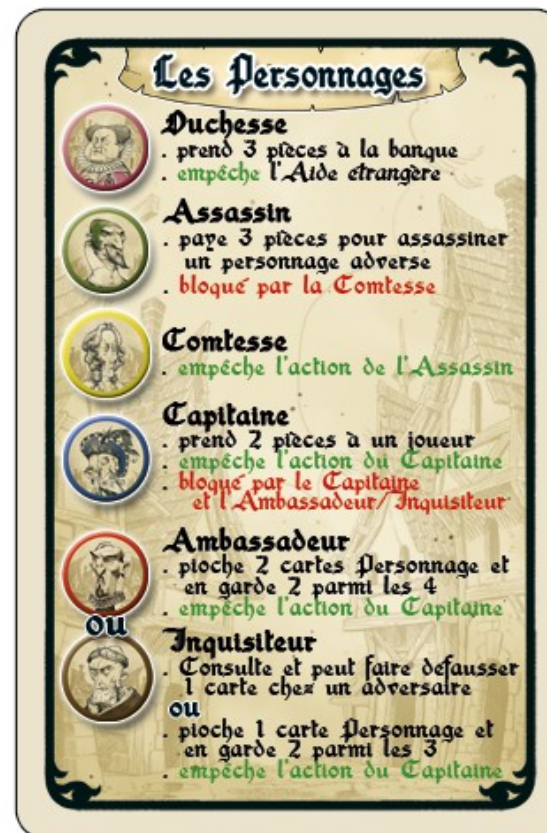 Les Personnages
Duchesse
. prend 3 pièces à la banque
. empêche l'Aide etrangère
Assassin
. paye 3 pièces pour assassiner
un personnage adverse
. bloqué par la Comtesse
Comtesse
. empêche l'action de l'Assassin
Capitaine
. prend 2 pièces à un joueur
. empêche l'action du Capitaine
. bloqué par le Capitaine
et l'Ambassadeur/Inquisiteur
Ambassadeur
. pioche 2 cartes Personnage et
en garde 2 parmi les 4
. empêche l'action du Capitaine
ou
Inquisiteur
. Consulte et peut faire defausser
1 carte chez un adversaire
ou
. pioche 1 carte Personnage et
en garde 2 parmi les 3
. empêche l'action du Capitaine